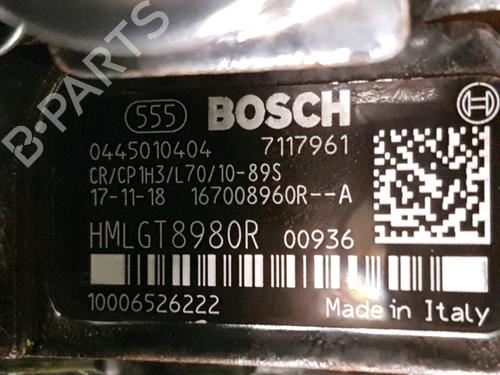 B-PARTS
555 BOSCH
0445010404 7117961
CR/CP1H3/L70/10-89S
17-11-18 167008960R--A
HMLGT8980R 00936
10006526222 Made in Italy